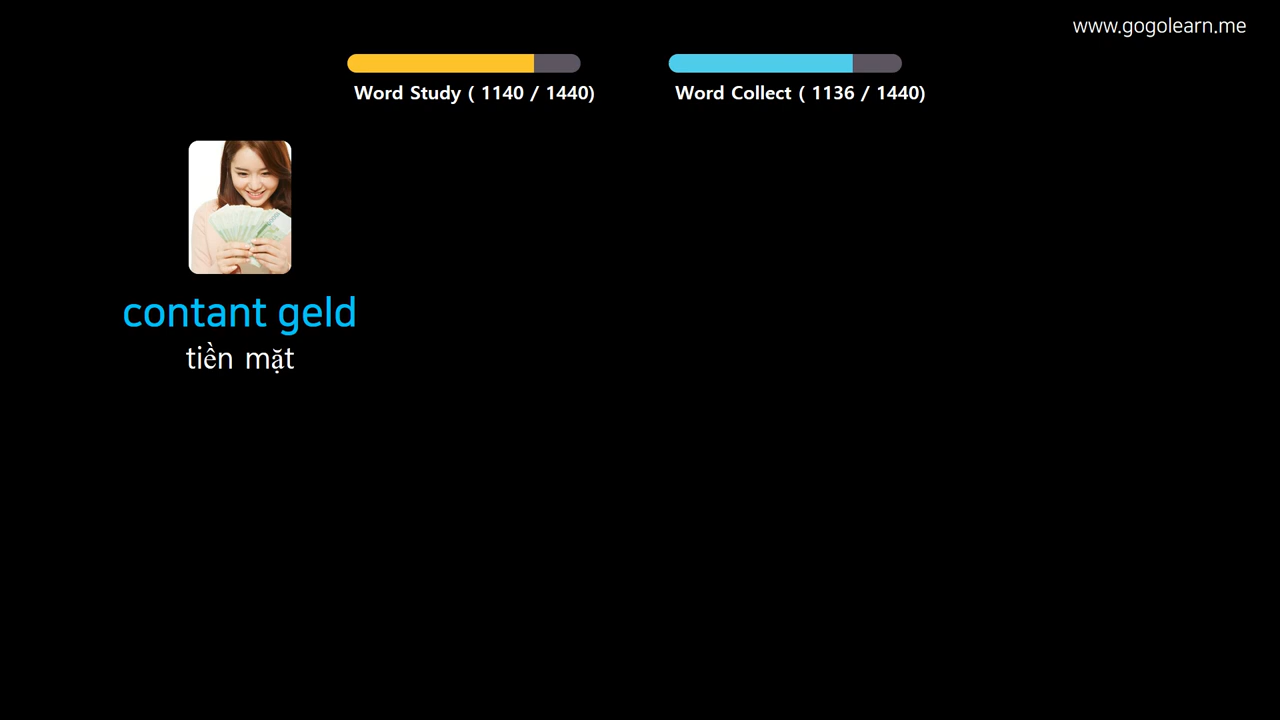 www.gogolearn.me
Word Study ( 1140 / 1440)
Word Collect ( 1136 / 1440)
contant geld
tiền mặt